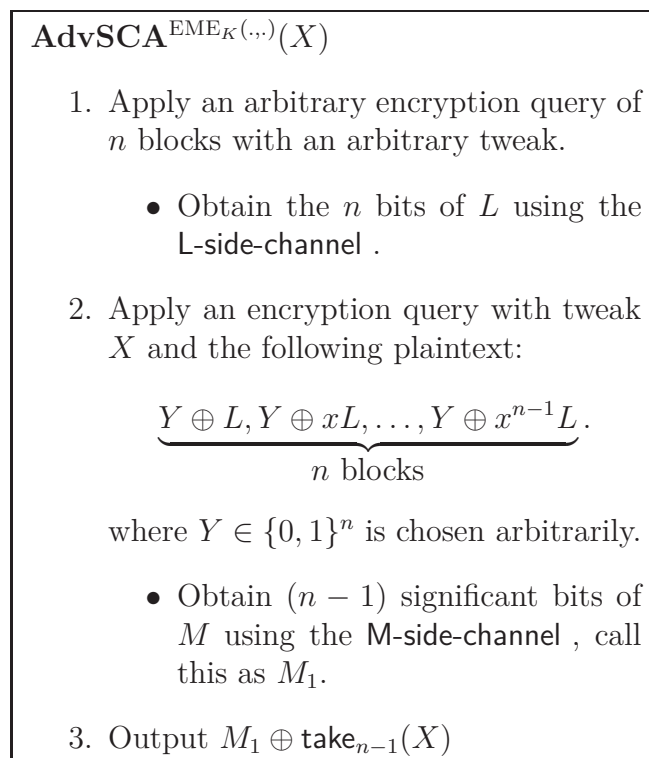 AdvSCA^{EME_K(.,.)}(X)
1. Apply an arbitrary encryption query of
n blocks with an arbitrary tweak.
• Obtain the n bits of L using the
L-side-channel .
2. Apply an encryption query with tweak
X and the following plaintext:
Y ⊕ L, Y ⊕ xL, . . . , Y ⊕ x^{n−1}L .
n blocks
where Y ∈ {0, 1}^n is chosen arbitrarily.
• Obtain (n − 1) significant bits of
M using the M-side-channel , call
this as M_1.
3. Output M_1 ⊕ take_{n−1}(X)